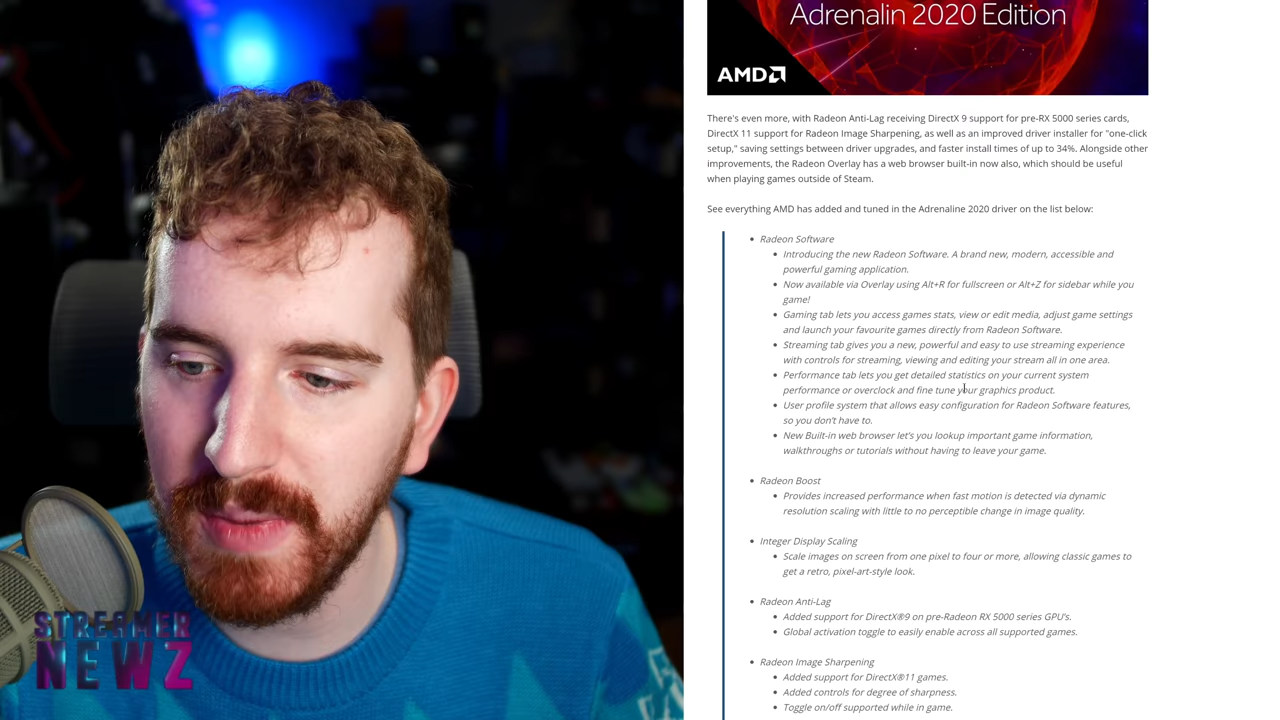 Adrenalin 2020 Edition
AMD
There's even more, with Radeon Anti-Lag receiving DirectX 9 support for pre-RX 5000 series cards,
DirectX 11 support for Radeon Image Sharpening, as well as an improved driver installer for "one-click
setup," saving settings between driver upgrades, and faster install times of up to 34%. Alongside other
improvements, the Radeon Overlay has a web browser built-in now also, which should be useful
when playing games outside of Steam.
See everything AMD has added and tuned in the Adrenaline 2020 driver on the list below:
• Radeon Software
• Introducing the new Radeon Software. A brand new, modern, accessible and
powerful gaming application.
• Now available via Overlay using Alt+R for fullscreen or Alt+Z for sidebar while you
game!
• Gaming tab lets you access games stats, view or edit media, adjust game settings
and launch your favourite games directly from Radeon Software.
• Streaming tab gives you a new, powerful and easy to use streaming experience
with controls for streaming, viewing and editing your stream all in one area.
• Performance tab lets you get detailed statistics on your current system
performance or overclock and fine tune your graphics product.
• User profile system that allows easy configuration for Radeon Software features,
so you don't have to.
• New Built-in web browser let's you lookup important game information,
walkthroughs or tutorials without having to leave your game.
• Radeon Boost
• Provides increased performance when fast motion is detected via dynamic
resolution scaling with little to no perceptible change in image quality.
• Integer Display Scaling
• Scale images on screen from one pixel to four or more, allowing classic games to
get a retro, pixel-art-style look.
• Radeon Anti-Lag
• Added support for DirectX®9 on pre-Radeon RX 5000 series GPU's.
• Global activation toggle to easily enable across all supported games.
• Radeon Image Sharpening
• Added support for DirectX®11 games.
• Added controls for degree of sharpness.
• Toggle on/off supported while in game.
STREAMER
NEWZ